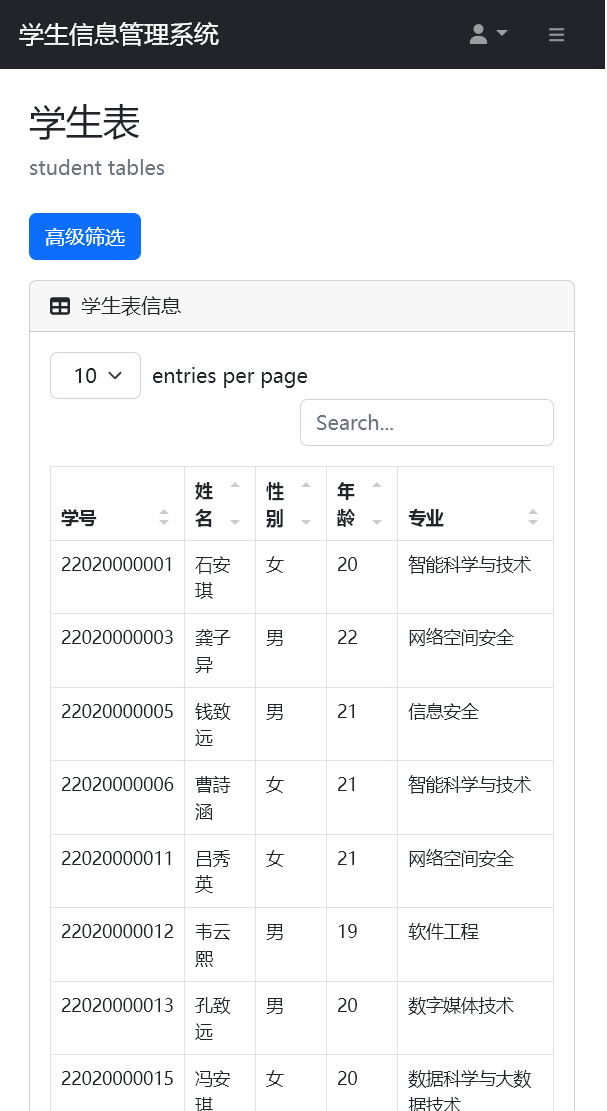 学生信息管理系统
学生表
student tables
高级筛选
学生表信息
10 entries per page
Search...
学号 姓名 性别 年龄 专业
22020000001 石安琪 女 20 智能科学与技术
22020000003 龚子异 男 22 网络空间安全
22020000005 钱致远 男 21 信息安全
22020000006 曹詩涵 女 21 智能科学与技术
22020000011 吕秀英 女 21 网络空间安全
22020000012 韦云熙 男 19 软件工程
22020000013 孔致远 男 20 数字媒体技术
22020000015 冯安琪 女 20 数据科学与大数据技术